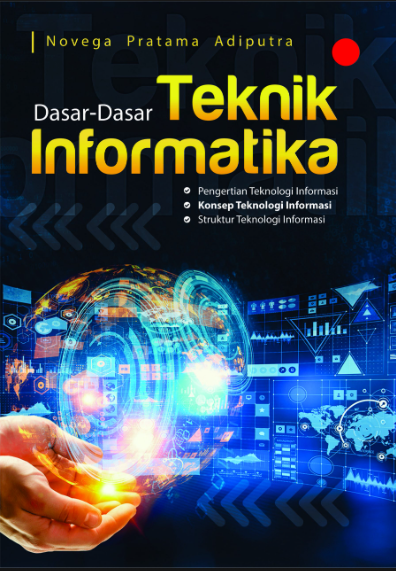 Novega Pratama Adiputra
Dasar-Dasar Teknik
Informatika
Pengertian Teknologi Informasi
Konsep Teknologi Informasi
Struktur Teknologi Informasi